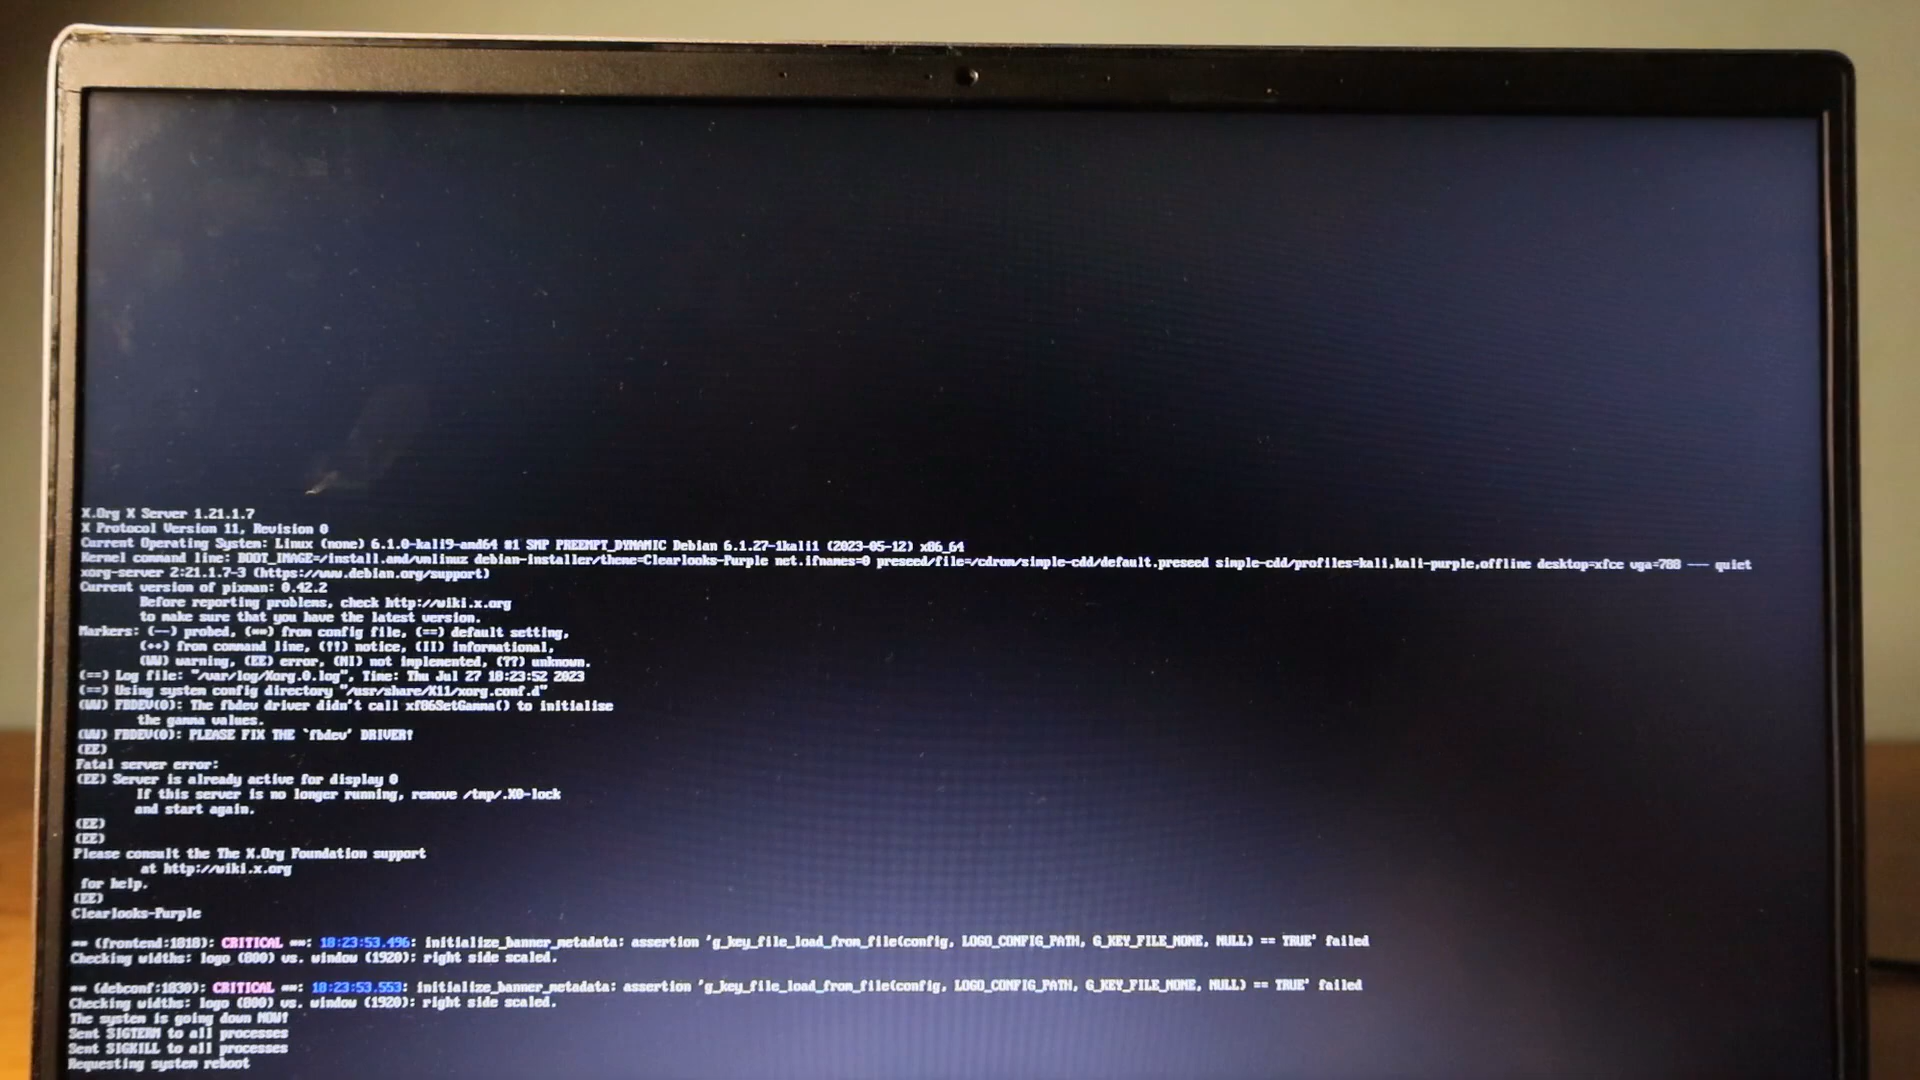 X.Org X Server 1.21.1.7
X Protocol Version 11, Revision 0
Current Operating System: Linux (none) 6.1.0-kali9-amd64 #1 SMP PREEMPT_DYNAMIC Debian 6.1.27-1kali1 (2023-05-12) x86_64
Kernel command line: BOOT_IMAGE=/install.amd/vmlinuz debian-installer/theme=Clearlooks-Purple net.ifnames=0 preseed/file=/cdrom/simple-cdd/default.preseed simple-cdd/profiles=kali,kali-purple,offline desktop=xfce vga=788 --- quiet
xorg-server 2:21.1.7-3 (https://www.debian.org/support)
Current version of pixman: 0.42.2
Before reporting problems, check http://wiki.x.org
to make sure that you have the latest version.
Markers: (--) probed, (**) from config file, (==) default setting,
(++) from command line, (!!) notice, (II) informational,
(WW) warning, (EE) error, (NI) not implemented, (??) unknown.
(==) Log file: "/var/log/Xorg.0.log", Time: Thu Jul 27 18:23:52 2023
(==) Using system config directory "/usr/share/X11/xorg.conf.d"
(WW) FBDEV(0): The fbdev driver didn't call xf86SetGamma() to initialise
the gamma values.
(WW) FBDEV(0): PLEASE FIX THE `fbdev' DRIVER!
(EE)
Fatal server error:
(EE) Server is already active for display 0
If this server is no longer running, remove /tmp/.X0-lock
and start again.
(EE)
(EE)
Please consult the The X.Org Foundation support
at http://wiki.x.org
for help.
(EE)
Clearlooks-Purple
** (frontend:1818): CRITICAL **: 18:23:53.496: initialize_banner_metadata: assertion 'g_key_file_load_from_file(config, LOGO_CONFIG_PATH, G_KEY_FILE_NONE, NULL) == TRUE' failed
Checking widths: logo (800) vs. window (1920): right side scaled.
** (debconf:1830): CRITICAL **: 18:23:53.553: initialize_banner_metadata: assertion 'g_key_file_load_from_file(config, LOGO_CONFIG_PATH, G_KEY_FILE_NONE, NULL) == TRUE' failed
Checking widths: logo (800) vs. window (1920): right side scaled.
The system is going down NOW!
Sent SIGTERM to all processes
Sent SIGKILL to all processes
Requesting system reboot